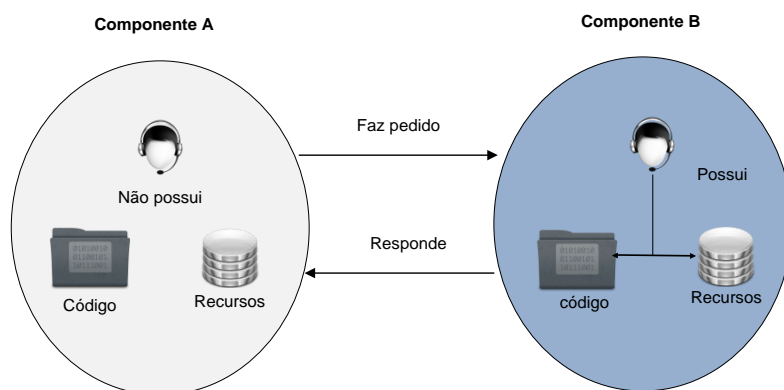 Componente A
Componente B
Faz pedido
Não possui
Possui
Responde
Código
Recursos
código
Recursos